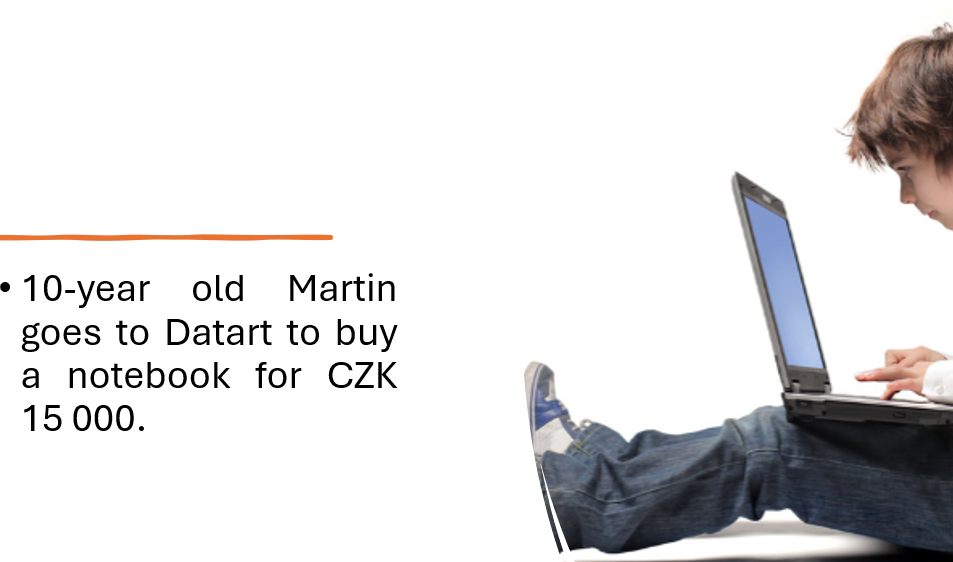 • 10-year old Martin
goes to Datart to buy
a notebook for CZK
15 000.